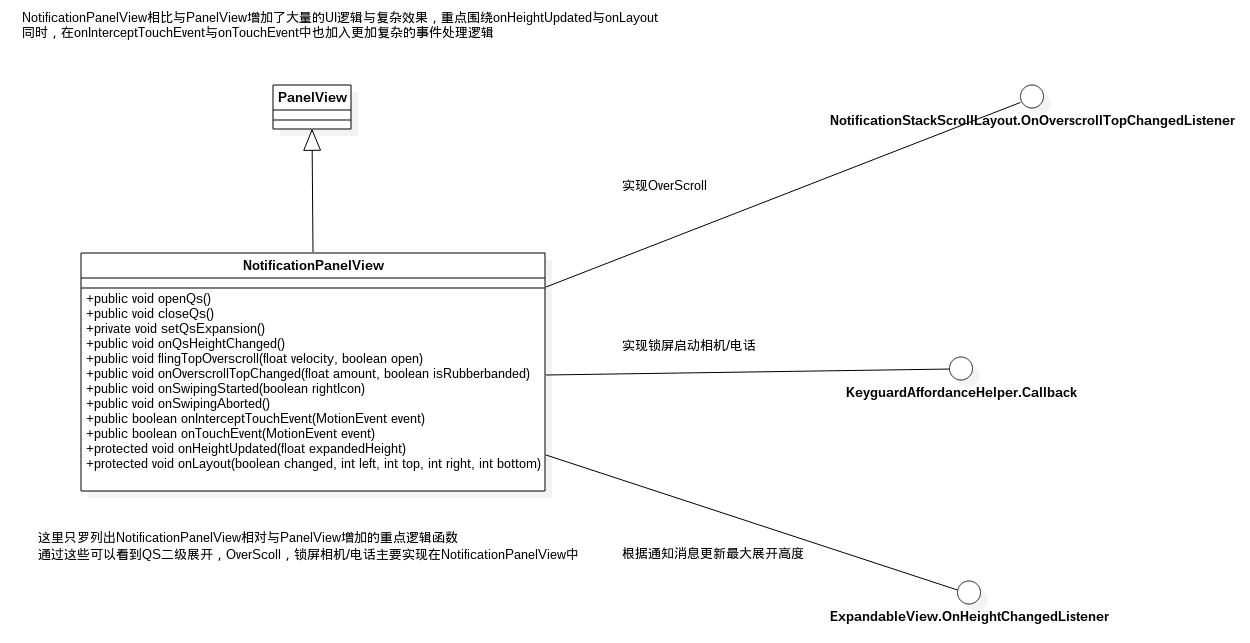 NotificationPanelView相比与PanelView增加了大量的UI逻辑与复杂效果，重点围绕onHeightUpdated与onLayout
同时，在onInterceptTouchEvent与onTouchEvent中也加入更加复杂的事件处理逻辑
PanelView
NotificationStackScrollLayout.OnOverscrollTopChangedListener
实现OverScroll
NotificationPanelView
+public void openQs()
+public void closeQs()
+private void setQsExpansion()
+public void onQsHeightChanged()
+public void flingTopOverscroll(float velocity, boolean open)
+public void onOverscrollTopChanged(float amount, boolean isRubberbanded)
+public void onSwipingStarted(boolean rightIcon)
+public void onSwipingAborted()
+public boolean onInterceptTouchEvent(MotionEvent event)
+public boolean onTouchEvent(MotionEvent event)
+protected void onHeightUpdated(float expandedHeight)
+protected void onLayout(boolean changed, int left, int top, int right, int bottom)
实现锁屏启动相机/电话
KeyguardAffordanceHelper.Callback
这里只罗列出NotificationPanelView相对与PanelView增加的重点逻辑函数
通过这些可以看到QS二级展开，OverScoll，锁屏相机/电话主要实现在NotificationPanelView中
根据通知消息更新最大展开高度
ExpandableView.OnHeightChangedListener